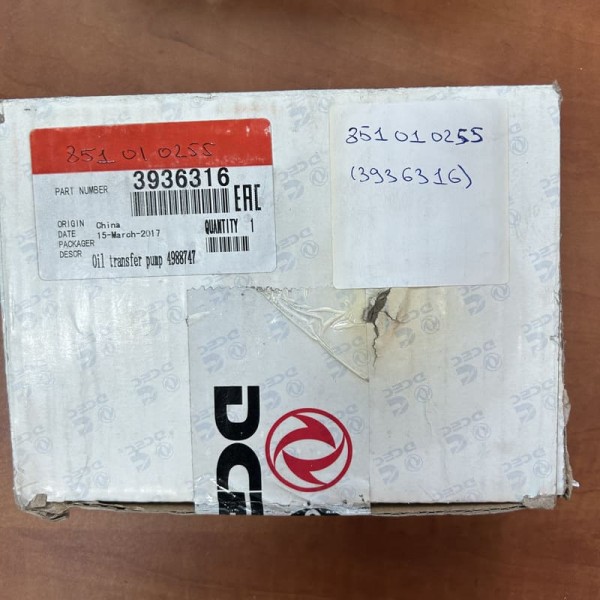 851 01 0255
PART NUMBER 3936316
EAC
ORIGIN China
DATE 15-March-2017
PACKAGER
QUANTITY 1
DESCR Oil transfer pump 4988747
851 01 0255
(3936316)
DCEC